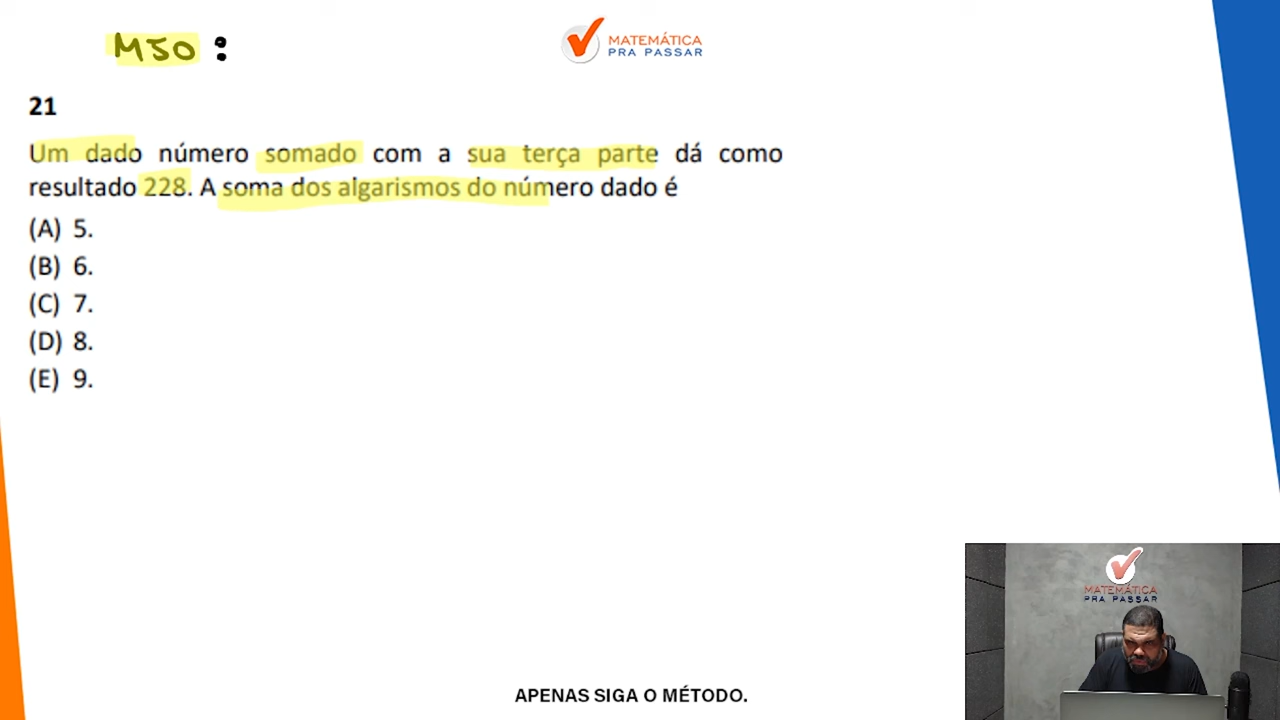 M50:
MATEMÁTICA
PRA PASSAR
21
Um dado número somado com a sua terça parte dá como
resultado 228. A soma dos algarismos do número dado é
(A) 5.
(B) 6.
(C) 7.
(D) 8.
(E) 9.
MATEMÁTICA
PRA PASSAR
APENAS SIGA O MÉTODO.